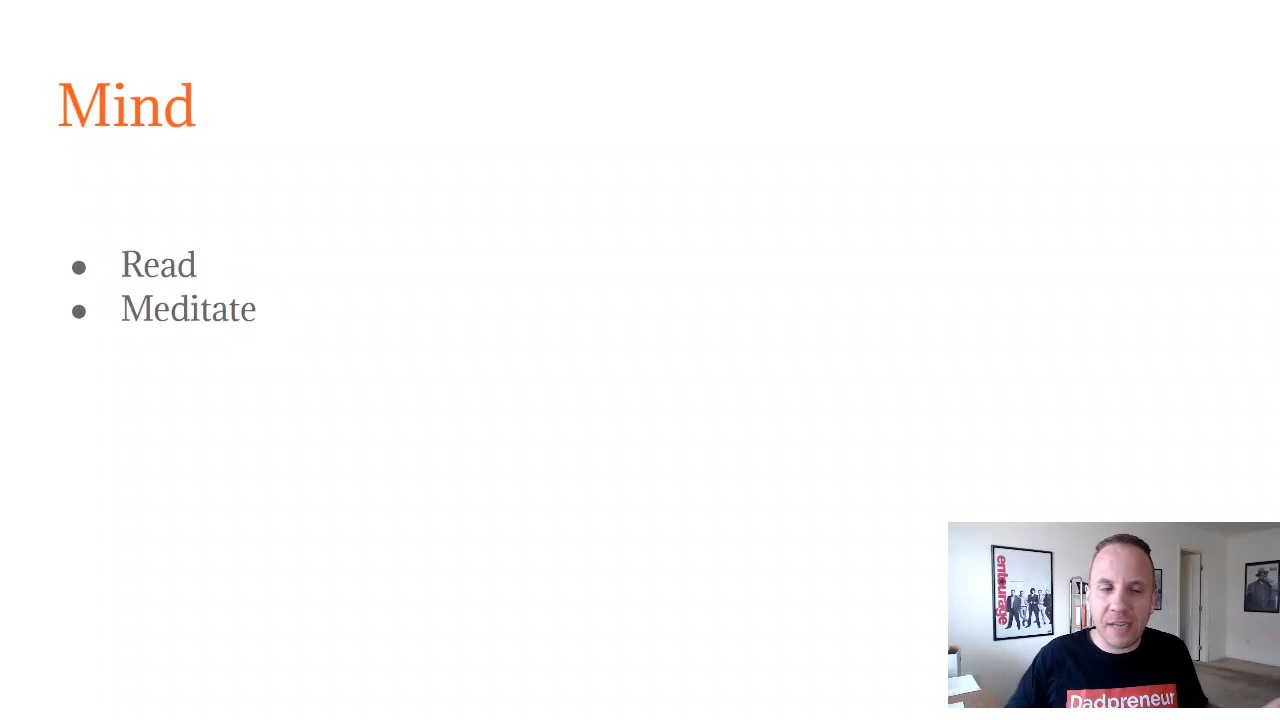 Mind
● Read
● Meditate
entourage
Dadpreneur